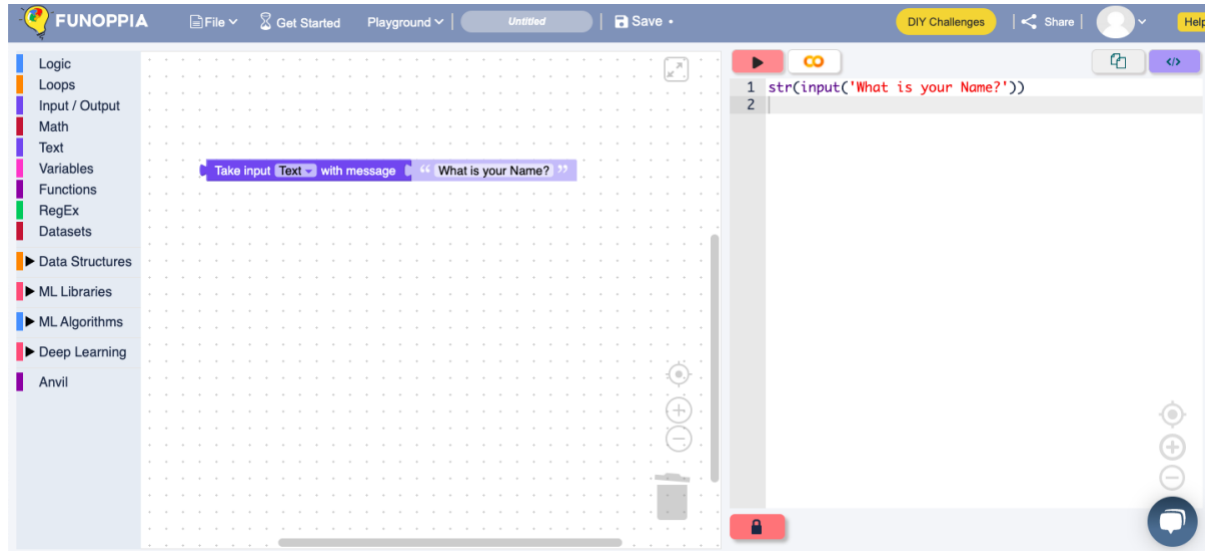 FUNOPPIA File Get Started Playground Untitled Save DIY Challenges Share Help
Logic
Loops
Input / Output
Math
Text
Variables
Functions
RegEx
Datasets
Data Structures
ML Libraries
ML Algorithms
Deep Learning
Anvil
Take input Text with message “ What is your Name? ”
</>
1 str(input('What is your Name?'))
2